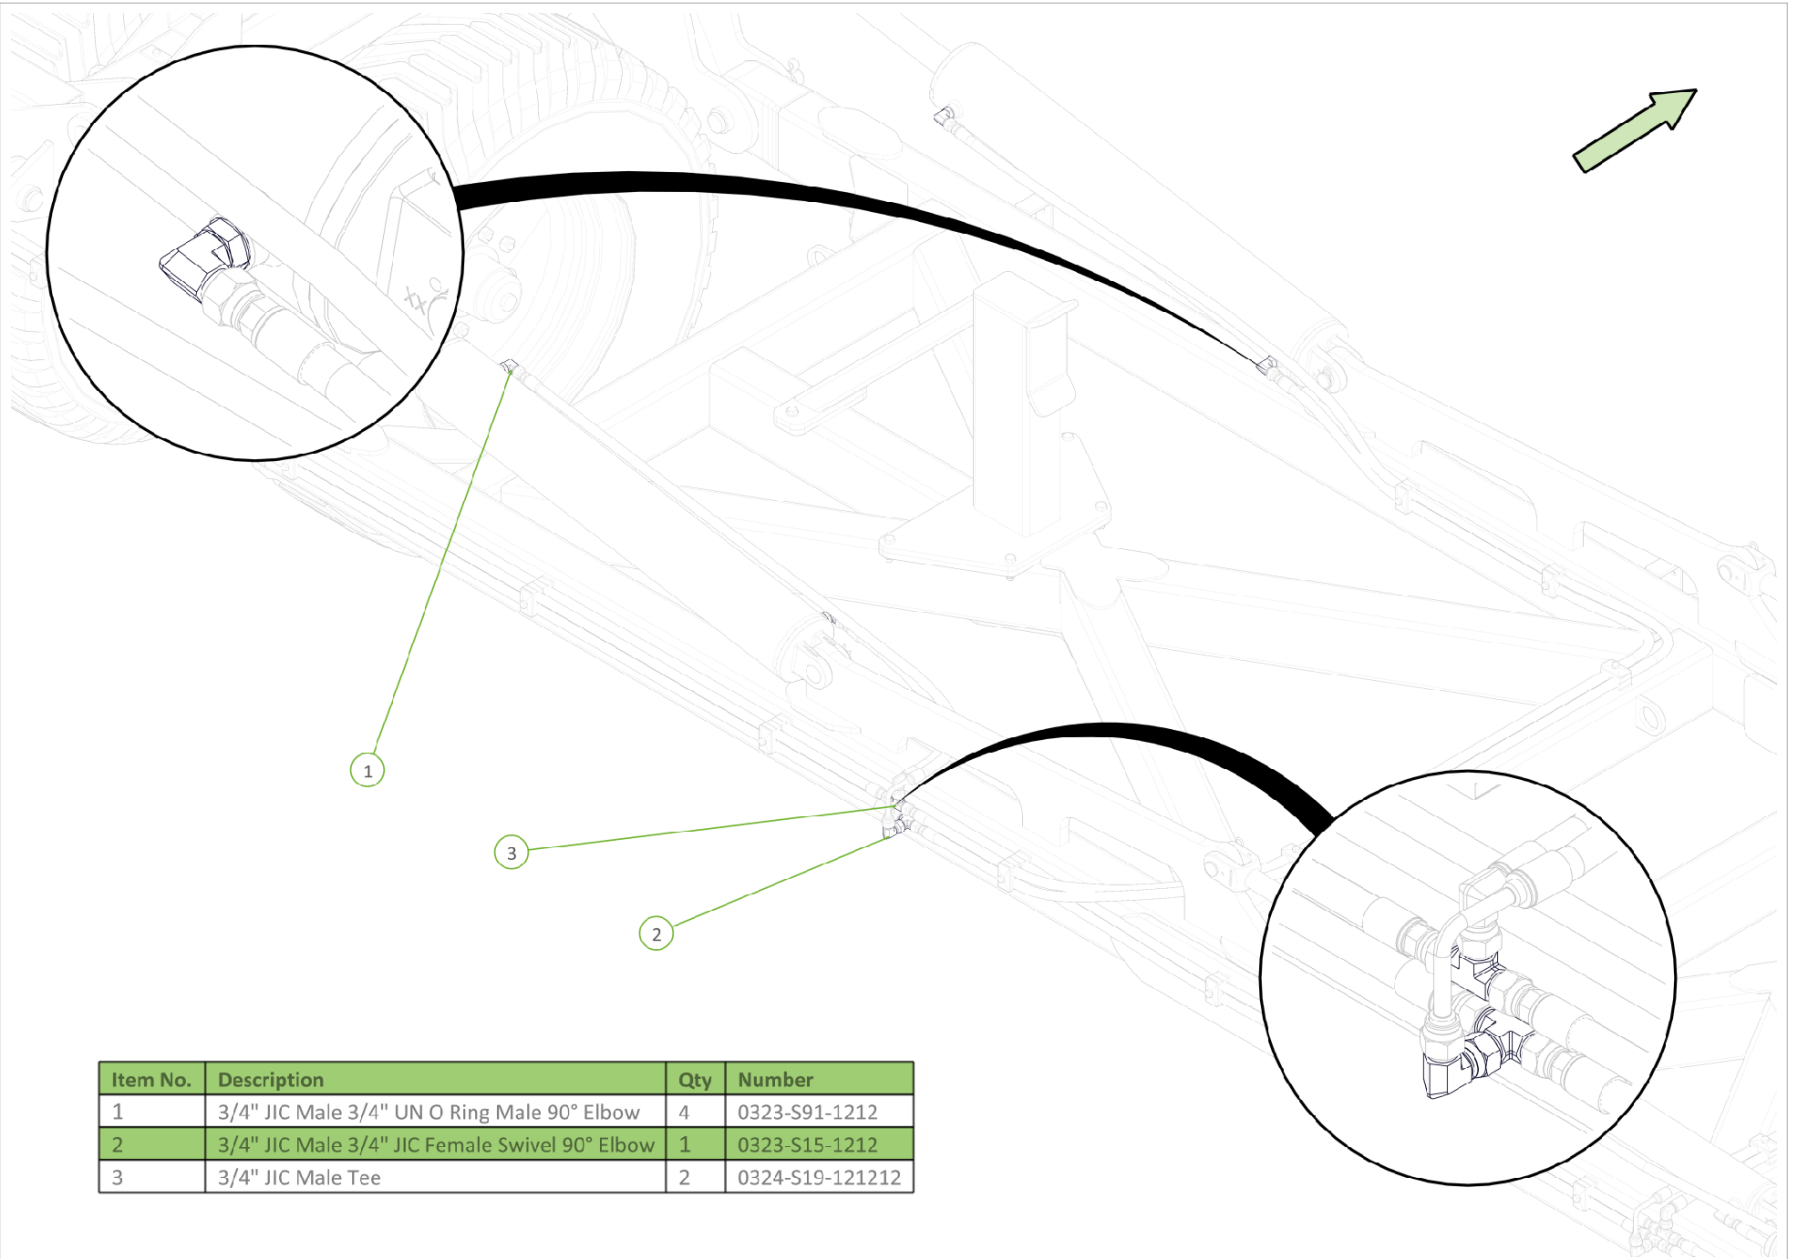 1
3
2
Item No. Description Qty Number
1 3/4" JIC Male 3/4" UN O Ring Male 90° Elbow 4 0323-S91-1212
2 3/4" JIC Male 3/4" JIC Female Swivel 90° Elbow 1 0323-S15-1212
3 3/4" JIC Male Tee 2 0324-S19-121212